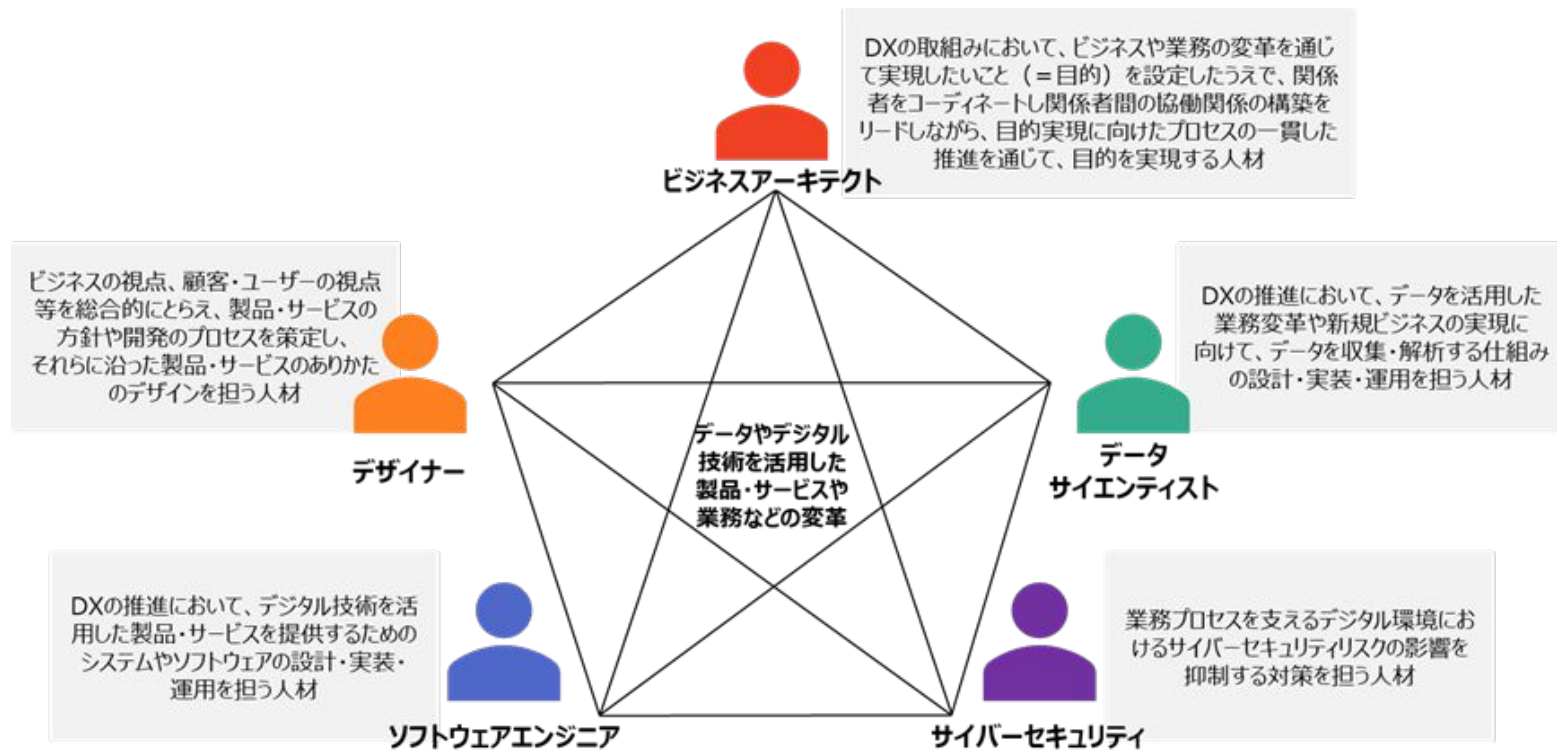 DXの取組みにおいて、ビジネスや業務の変革を通じ
て実現したいこと（＝目的）を設定したうえで、関係
者をコーディネートし関係者間の協働関係の構築を
リードしながら、目的実現に向けたプロセスの一貫した
推進を通じて、目的を実現する人材
ビジネスアーキテクト
ビジネスの視点、顧客・ユーザーの視点
等を総合的にとらえ、製品・サービスの
方針や開発のプロセスを策定し、
それらに沿った製品・サービスのありかた
のデザインを担う人材
デザイナー
DXの推進において、データを活用した
業務変革や新規ビジネスの実現に
向けて、データを収集・解析する仕組み
の設計・実装・運用を担う人材
データ
サイエンティスト
データやデジタル
技術を活用した
製品・サービスや
業務などの変革
DXの推進において、デジタル技術を活
用した製品・サービスを提供するための
システムやソフトウェアの設計・実装・
運用を担う人材
ソフトウェアエンジニア
業務プロセスを支えるデジタル環境にお
けるサイバーセキュリティリスクの影響を
抑制する対策を担う人材
サイバーセキュリティ